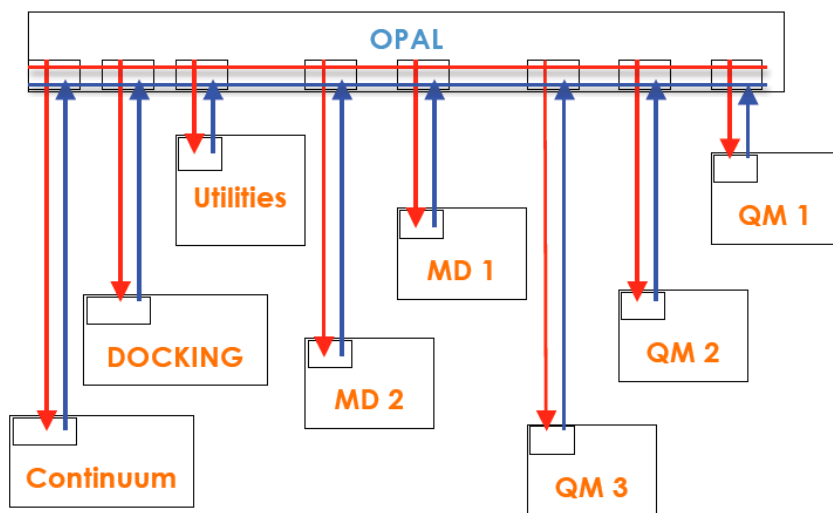 OPAL
Utilities
QM 1
MD 1
DOCKING
QM 2
MD 2
Continuum
QM 3